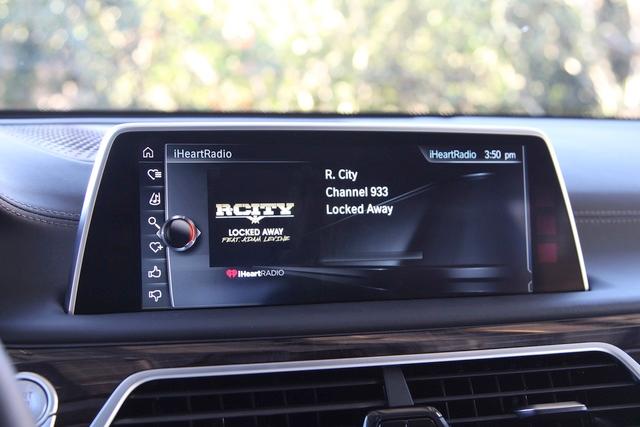 iHeartRadio
iHeartRadio 3:50 pm
R. City
Channel 933
Locked Away
RCITY
LOCKED AWAY
FEAT. ADAM LEVINE
iHeartRADIO